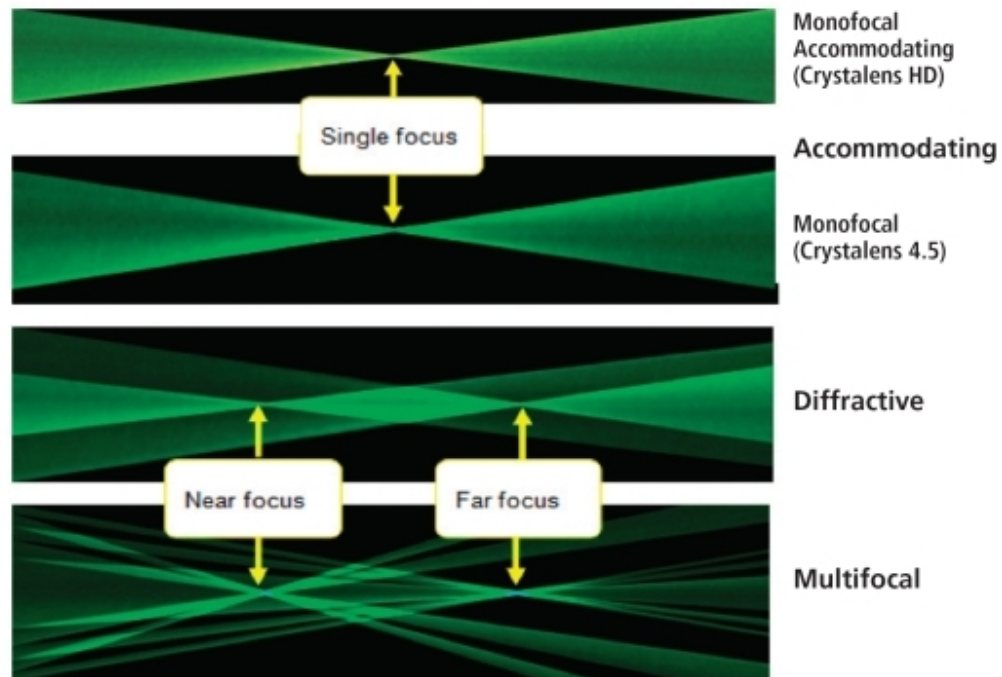 Monofocal
Accommodating
(Crystalens HD)
Single focus
Accommodating
Monofocal
(Crystalens 4.5)
Diffractive
Near focus
Far focus
Multifocal